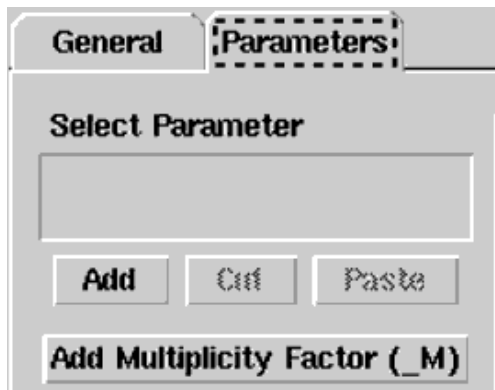 General Parameters
Select Parameter
Add Cut Paste
Add Multiplicity Factor (_M)